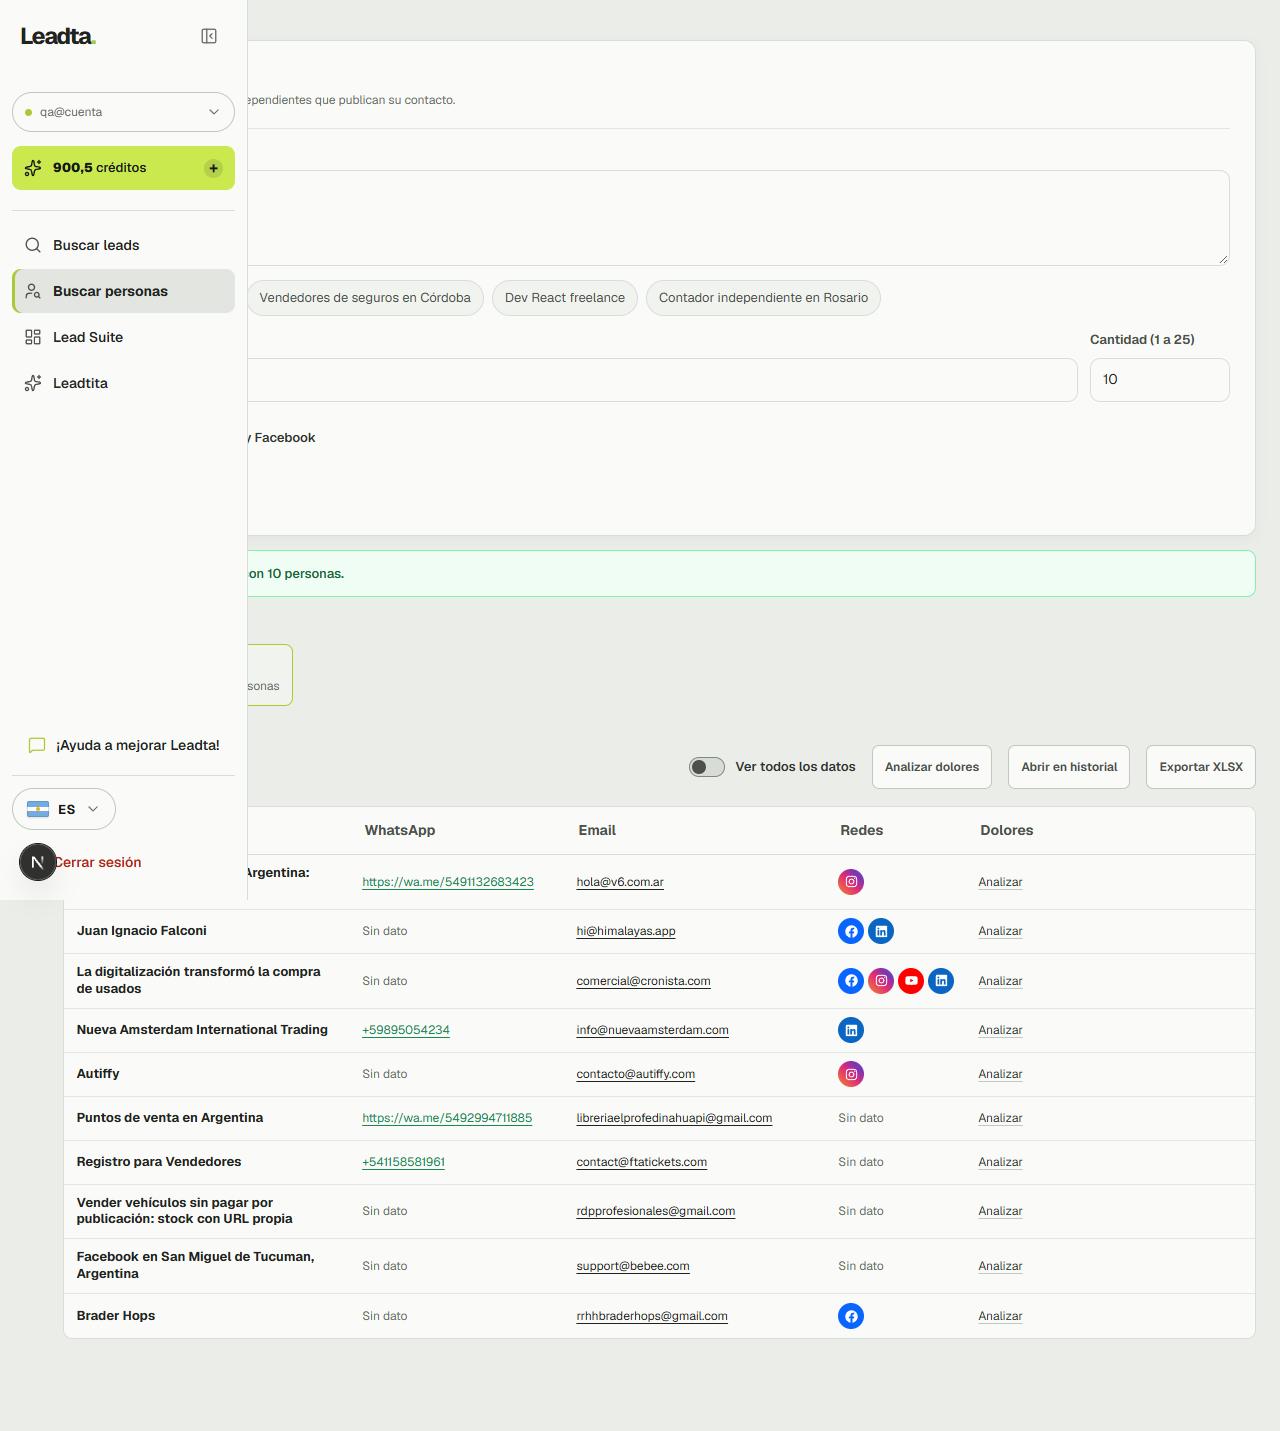 Leadta.
qa@cuenta
900,5 créditos
Buscar leads
Buscar personas
Lead Suite
Leadtita
¡Ayuda a mejorar Leadta!
ES
N
Cerrar sesión
ependientes que publican su contacto.
Vendedores de seguros en Córdoba
Dev React freelance
Contador independiente en Rosario
Cantidad (1 a 25)
10
y Facebook
on 10 personas.
sonas
Ver todos los datos
Analizar dolores
Abrir en historial
Exportar XLSX
WhatsApp Email Redes Dolores
Argentina:
https://wa.me/5491132683423 hola@v6.com.ar Analizar
Juan Ignacio Falconi Sin dato hi@himalayas.app Analizar
La digitalización transformó la compra
de usados
Sin dato comercial@cronista.com Analizar
Nueva Amsterdam International Trading +59895054234 info@nuevaamsterdam.com Analizar
Autiffy Sin dato contacto@autiffy.com Analizar
Puntos de venta en Argentina https://wa.me/5492994711885 libreriaelprofedinahuapi@gmail.com Sin dato Analizar
Registro para Vendedores +541158581961 contact@ftatickets.com Sin dato Analizar
Vender vehículos sin pagar por
publicación: stock con URL propia
Sin dato rdpprofesionales@gmail.com Sin dato Analizar
Facebook en San Miguel de Tucuman,
Argentina
Sin dato support@bebee.com Sin dato Analizar
Brader Hops Sin dato rrhhbraderhops@gmail.com Analizar